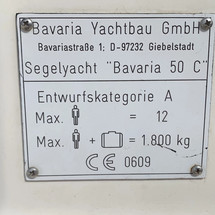 Bavaria Yachtbau GmbH
Bavariastraße 1; D-97232 Giebelstadt
Segelyacht "Bavaria 50 C"
Entwurfskategorie A
Max. = 12
Max. + = 1.800 kg
CE 0609